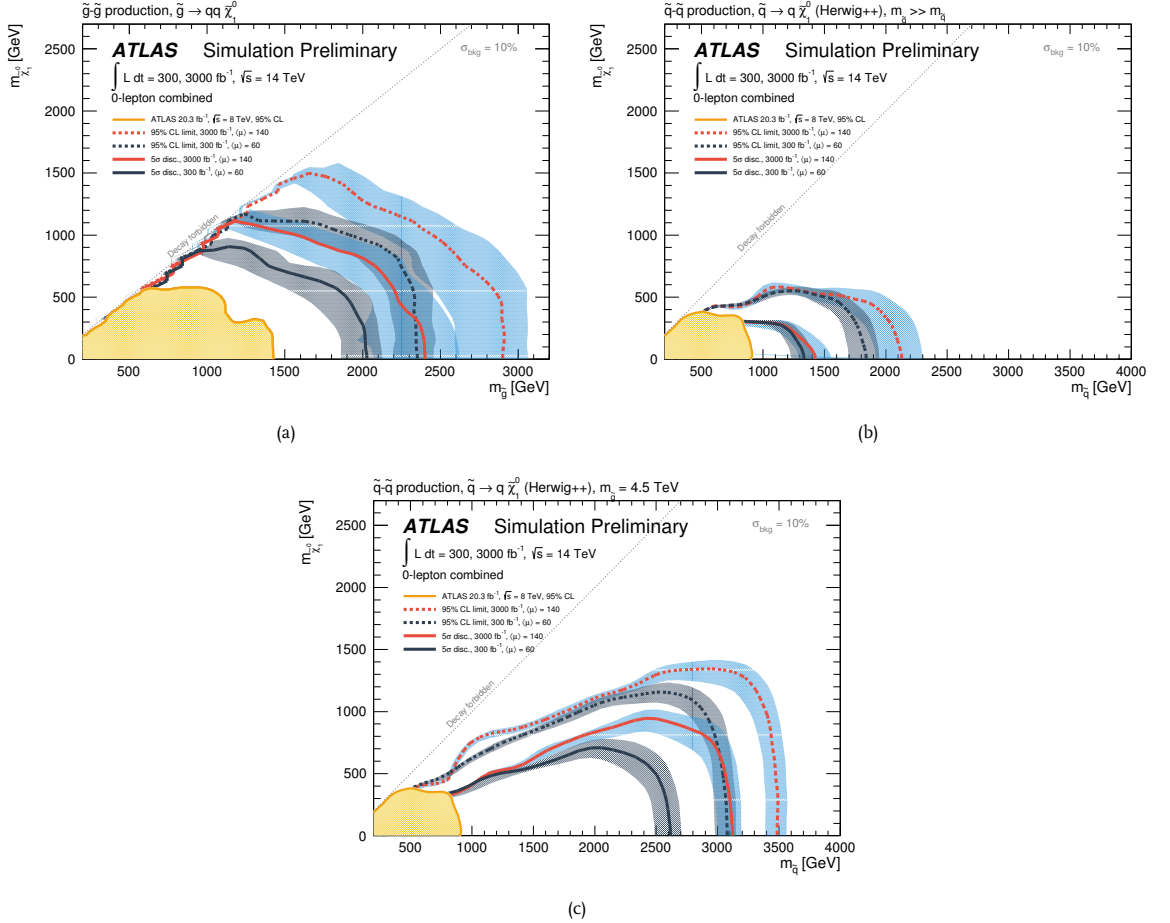 g̃-g̃ production, g̃ → qq χ̃₁⁰
m_χ̃₁⁰ [GeV]
2500
2000
1500
1000
500
0
ATLAS Simulation Preliminary
σ_bkg = 10%
∫ L dt = 300, 3000 fb⁻¹, √s = 14 TeV
0-lepton combined
ATLAS 20.3 fb⁻¹, √s = 8 TeV, 95% CL
95% CL limit, 3000 fb⁻¹, ⟨μ⟩ = 140
95% CL limit, 300 fb⁻¹, ⟨μ⟩ = 60
5σ disc., 3000 fb⁻¹, ⟨μ⟩ = 140
5σ disc., 300 fb⁻¹, ⟨μ⟩ = 60
Decay forbidden
500 1000 1500 2000 2500 3000
m_g̃ [GeV]
(a)
q̃-q̃ production, q̃ → q χ̃₁⁰ (Herwig++), m_g̃ >> m_q̃
m_χ̃₁⁰ [GeV]
2500
2000
1500
1000
500
0
ATLAS Simulation Preliminary
σ_bkg = 10%
∫ L dt = 300, 3000 fb⁻¹, √s = 14 TeV
0-lepton combined
ATLAS 20.3 fb⁻¹, √s = 8 TeV, 95% CL
95% CL limit, 3000 fb⁻¹, ⟨μ⟩ = 140
95% CL limit, 300 fb⁻¹, ⟨μ⟩ = 60
5σ disc., 3000 fb⁻¹, ⟨μ⟩ = 140
5σ disc., 300 fb⁻¹, ⟨μ⟩ = 60
Decay forbidden
500 1000 1500 2000 2500 3000 3500 4000
m_q̃ [GeV]
(b)
q̃-q̃ production, q̃ → q χ̃₁⁰ (Herwig++), m_g̃ = 4.5 TeV
m_χ̃₁⁰ [GeV]
2500
2000
1500
1000
500
0
ATLAS Simulation Preliminary
σ_bkg = 10%
∫ L dt = 300, 3000 fb⁻¹, √s = 14 TeV
0-lepton combined
ATLAS 20.3 fb⁻¹, √s = 8 TeV, 95% CL
95% CL limit, 3000 fb⁻¹, ⟨μ⟩ = 140
95% CL limit, 300 fb⁻¹, ⟨μ⟩ = 60
5σ disc., 3000 fb⁻¹, ⟨μ⟩ = 140
5σ disc., 300 fb⁻¹, ⟨μ⟩ = 60
Decay forbidden
500 1000 1500 2000 2500 3000 3500 4000
m_q̃ [GeV]
(c)